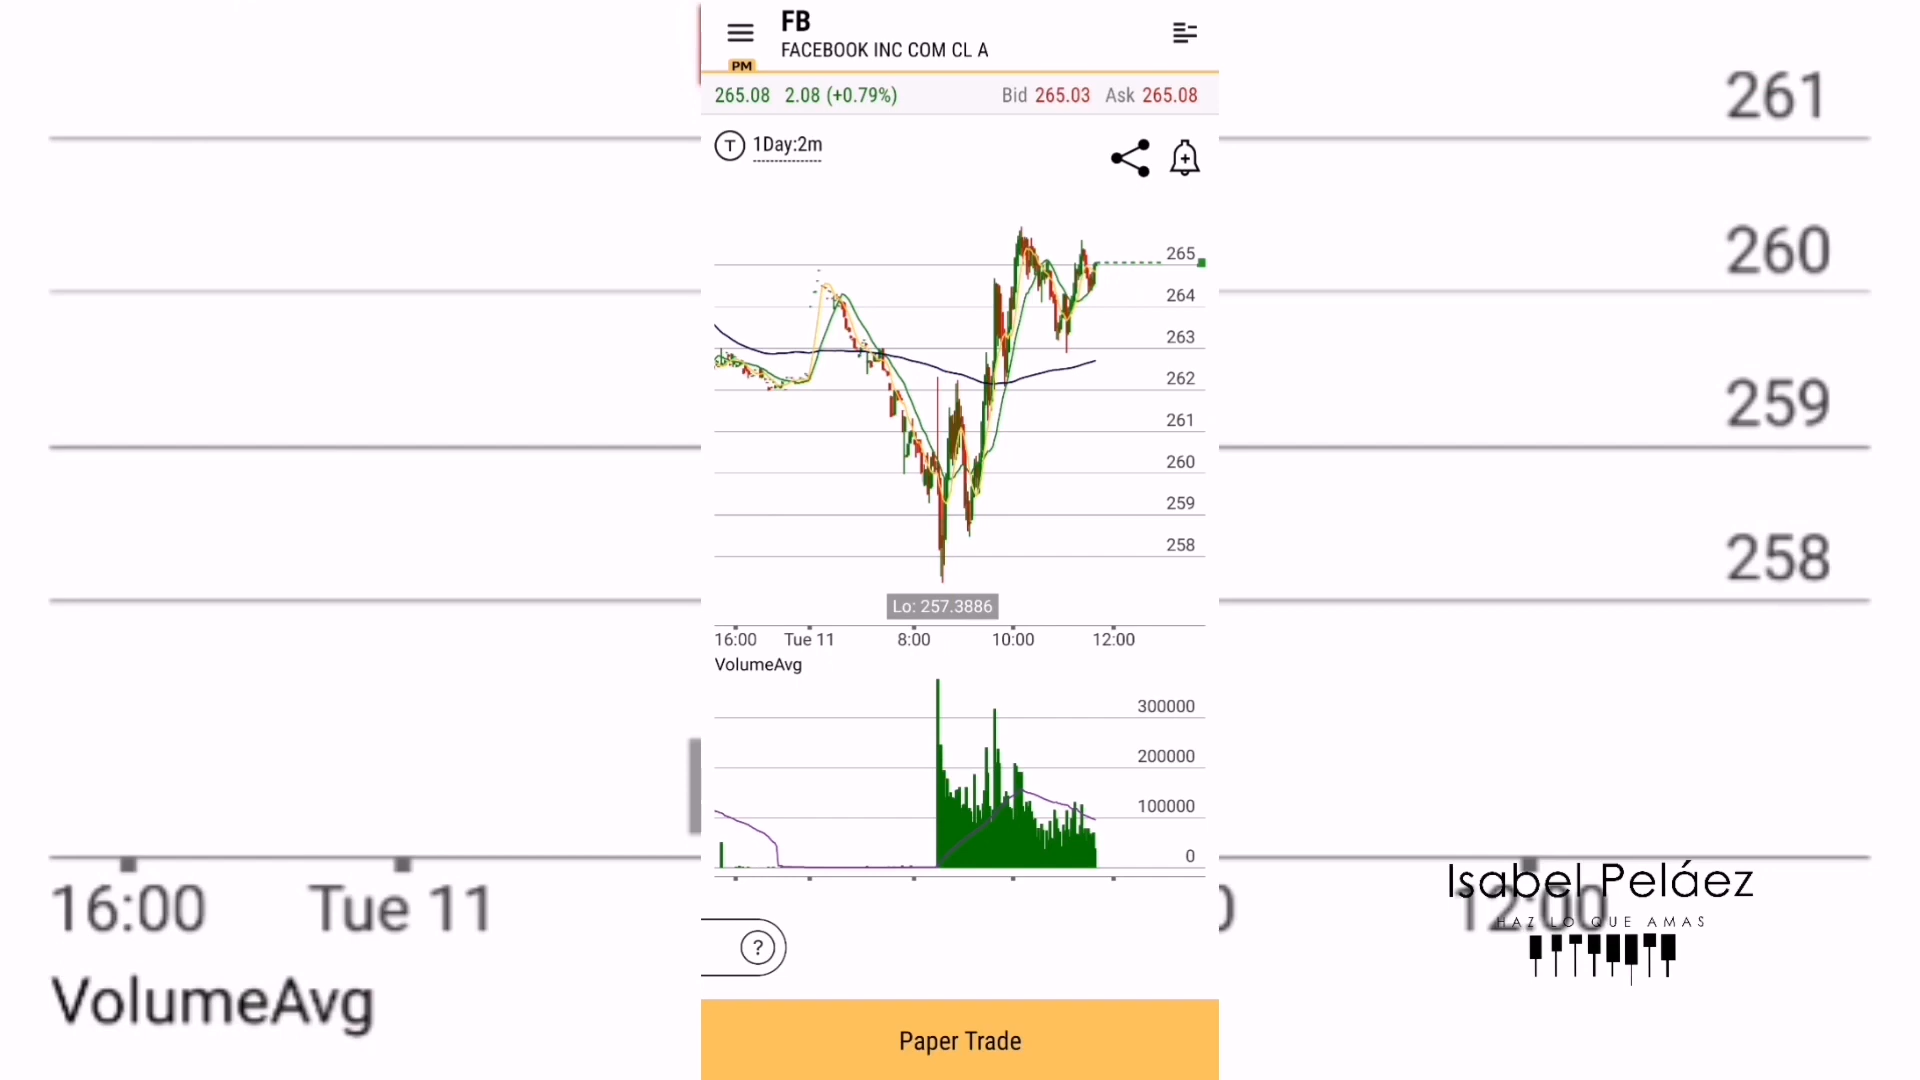 FB
FACEBOOK INC COM CL A
PM
265.08 2.08 (+0.79%) Bid 265.03 Ask 265.08
T 1Day:2m
265
264
263
262
261
260
259
258
Lo: 257.3886
16:00 Tue 11 8:00 10:00 12:00
VolumeAvg
300000
200000
100000
0
?
Paper Trade
261
260
259
258
16:00 Tue 11 0 12:00
VolumeAvg
Isabel Peláez
HAZ LO QUE AMAS